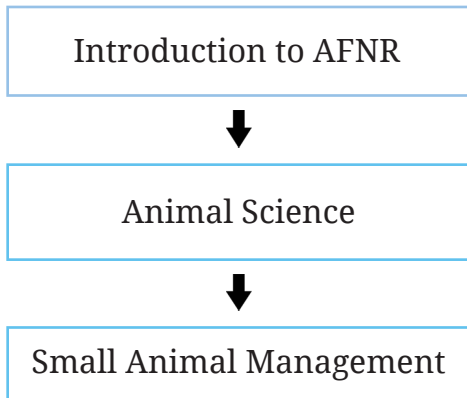 Introduction to AFNR
Animal Science
Small Animal Management